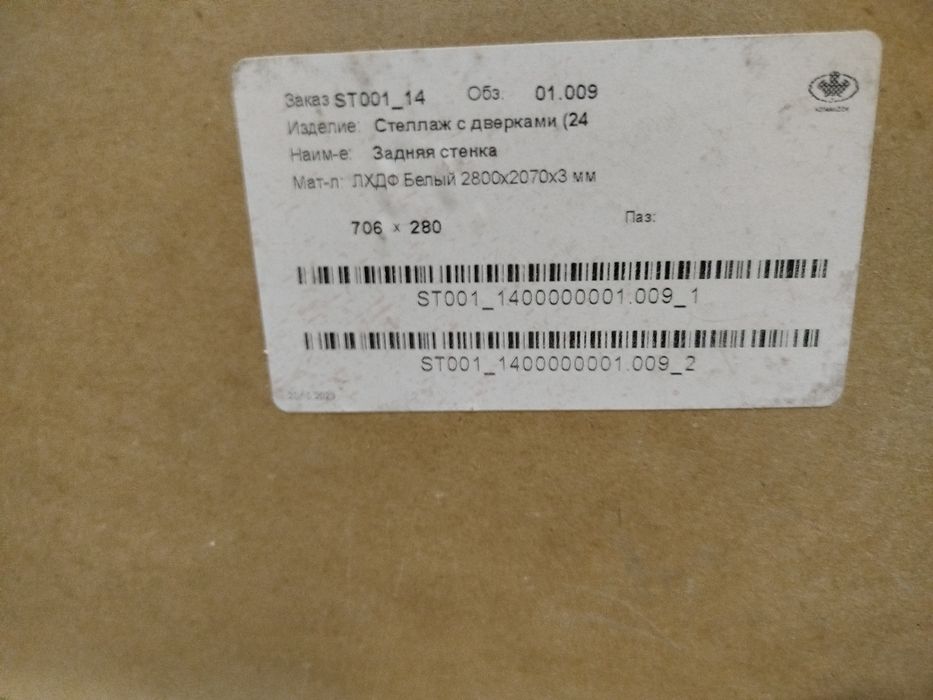 Заказ ST001_14 Обз. 01.009
Изделие: Стеллаж с дверками (24
Наим-е: Задняя стенка
Мат-л: ЛХДФ Белый 2800x2070x3 мм
706 x 280 Паз:
ST001_1400000001.009_1
ST001_1400000001.009_2